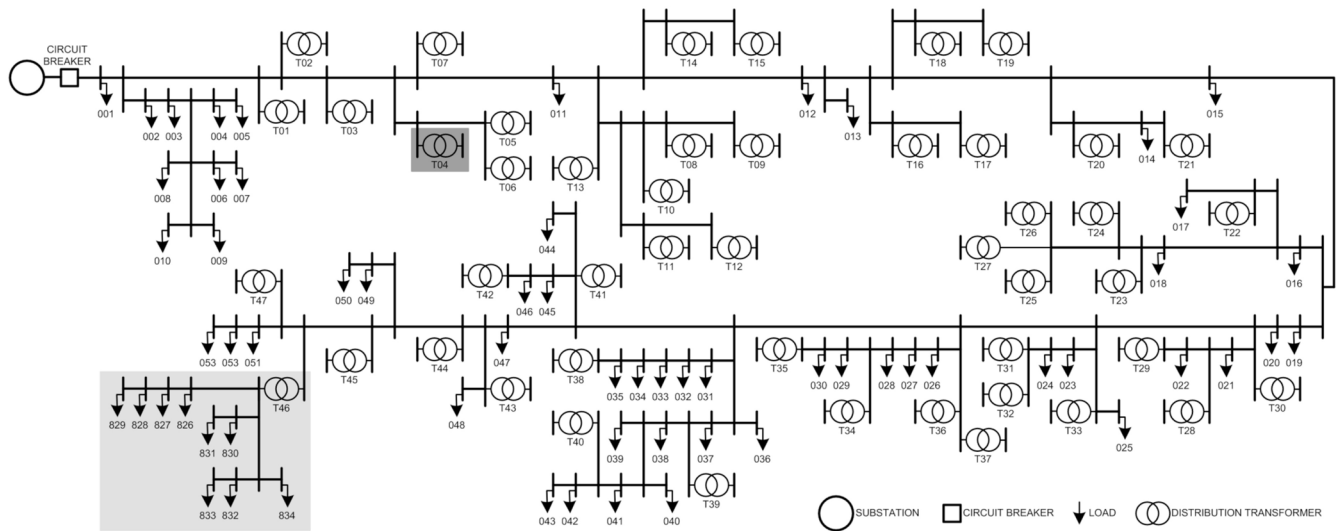 CIRCUIT
BREAKER
T02
T07
T14
T15
T18
T19
001
002
003
004
005
T01
T03
T05
T04
T06
011
T13
T08
T09
012
013
T16
T17
T20
014
T21
015
008
006
007
T10
010
009
044
T11
T12
T26
T24
017
T22
T27
T25
T23
018
016
T47
050
049
T42
046
045
T41
053
053
051
T45
T44
047
T38
035
034
033
032
031
T35
030
029
028
027
026
T31
024
023
T29
022
021
020
019
T46
829
828
827
826
048
T43
T34
T36
T32
T33
025
T28
T30
831
830
T40
039
038
037
036
T37
833
832
834
043
042
041
040
T39
SUBSTATION
CIRCUIT BREAKER
LOAD
DISTRIBUTION TRANSFORMER